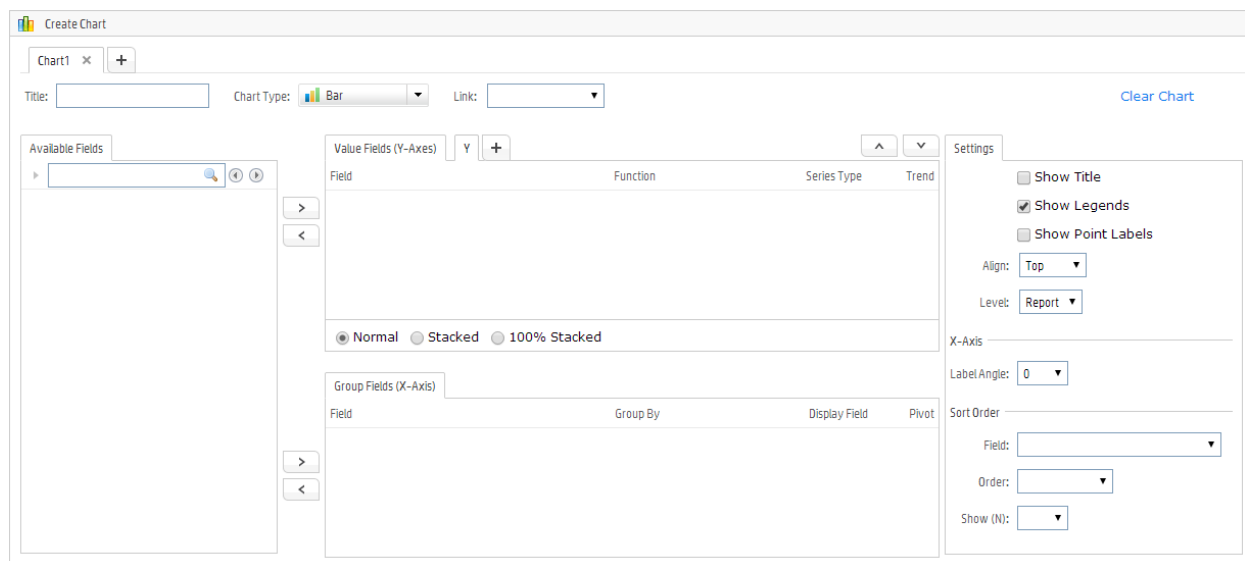 Create Chart
Chart1 ×
+
Title:
Chart Type: Bar
Link:
Clear Chart
Available Fields
Value Fields (Y-Axes)
Y
+
Field Function Series Type Trend
>
<
Normal Stacked 100% Stacked
Group Fields (X-Axis)
Field Group By Display Field Pivot
>
<
Settings
Show Title
Show Legends
Show Point Labels
Align: Top
Level: Report
X-Axis
Label Angle: 0
Sort Order
Field:
Order:
Show (N):